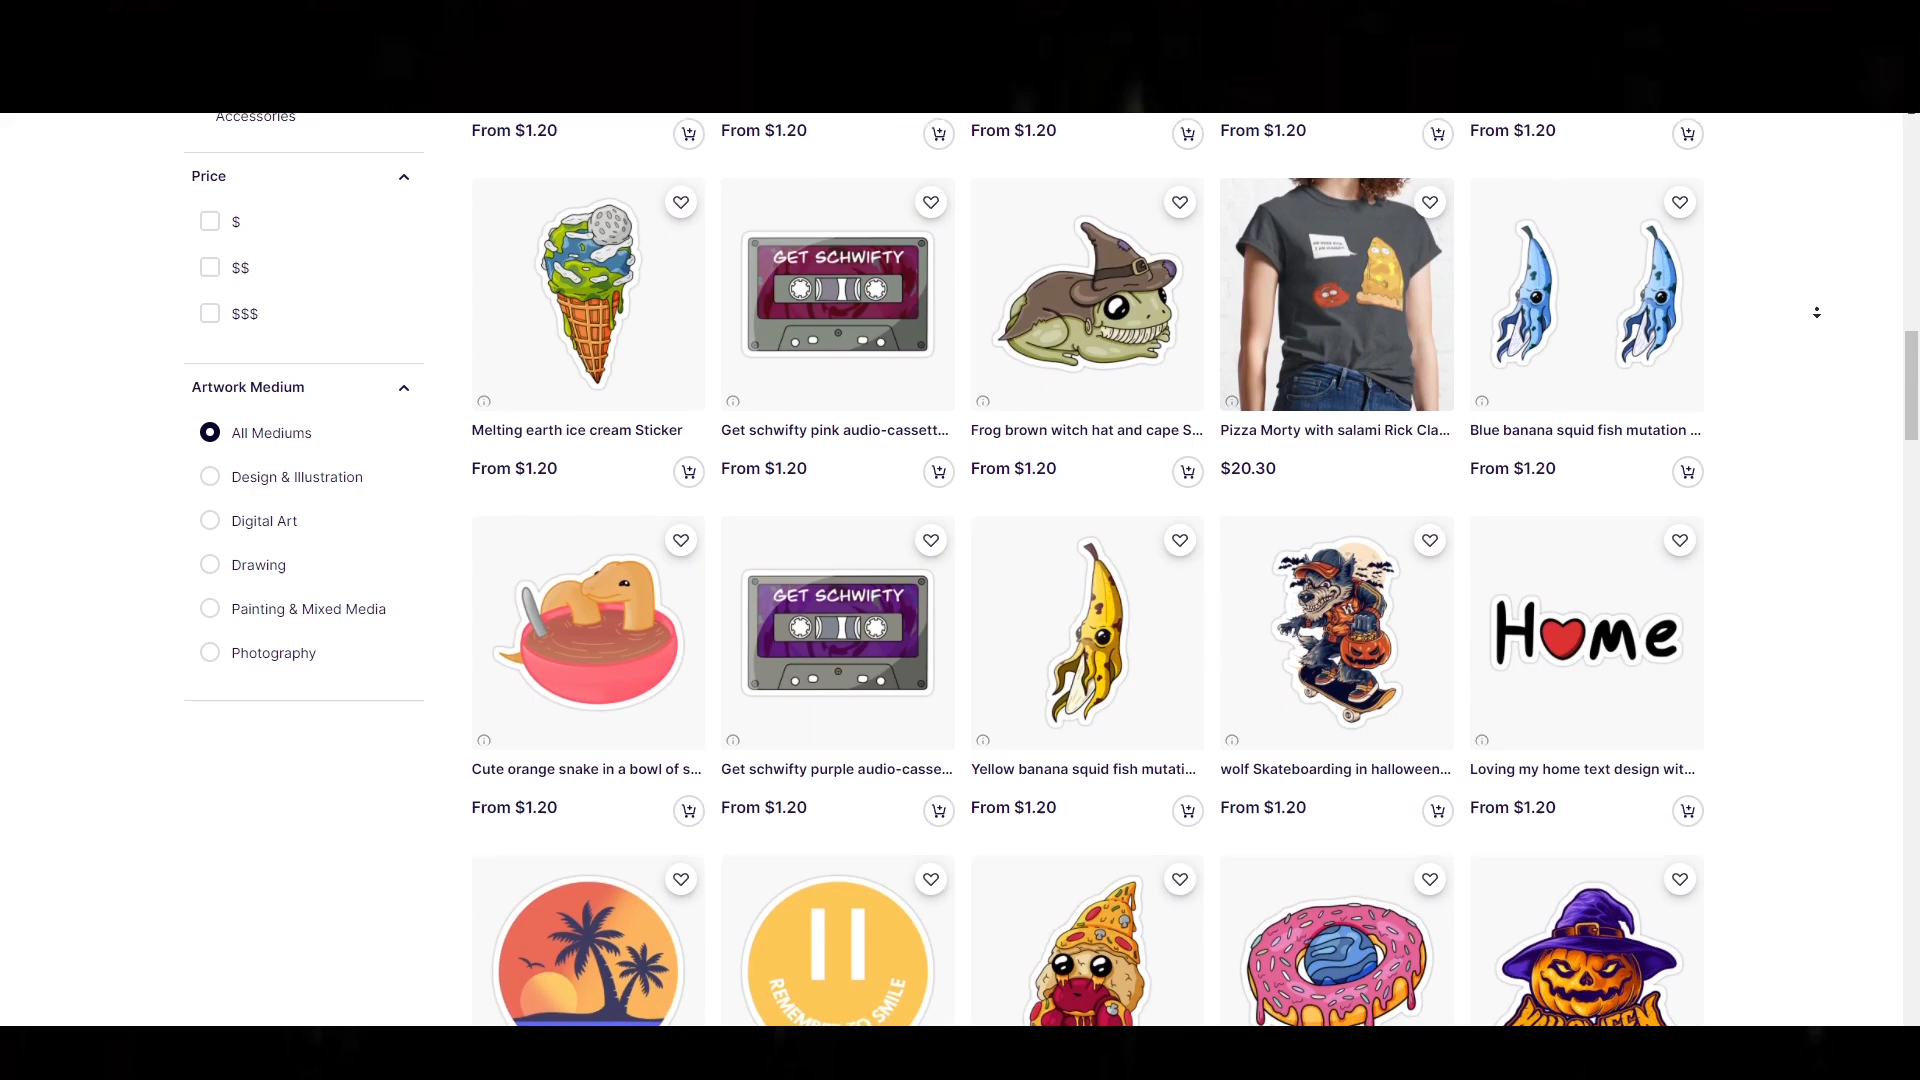 Accessories
From $1.20 From $1.20 From $1.20 From $1.20 From $1.20
Price
$
$$
$$$
Artwork Medium
All Mediums
Design & Illustration
Digital Art
Drawing
Painting & Mixed Media
Photography
GET SCHWIFTY
Melting earth ice cream Sticker
Get schwifty pink audio-cassett...
Frog brown witch hat and cape S...
Pizza Morty with salami Rick Cla...
Blue banana squid fish mutation ...
From $1.20 From $1.20 From $1.20 $20.30 From $1.20
GET SCHWIFTY
W
Home
Cute orange snake in a bowl of s...
Get schwifty purple audio-casse...
Yellow banana squid fish mutati...
wolf Skateboarding in halloween...
Loving my home text design wit...
From $1.20 From $1.20 From $1.20 From $1.20 From $1.20
REMEMBER TO SMILE
HALLOWEEN